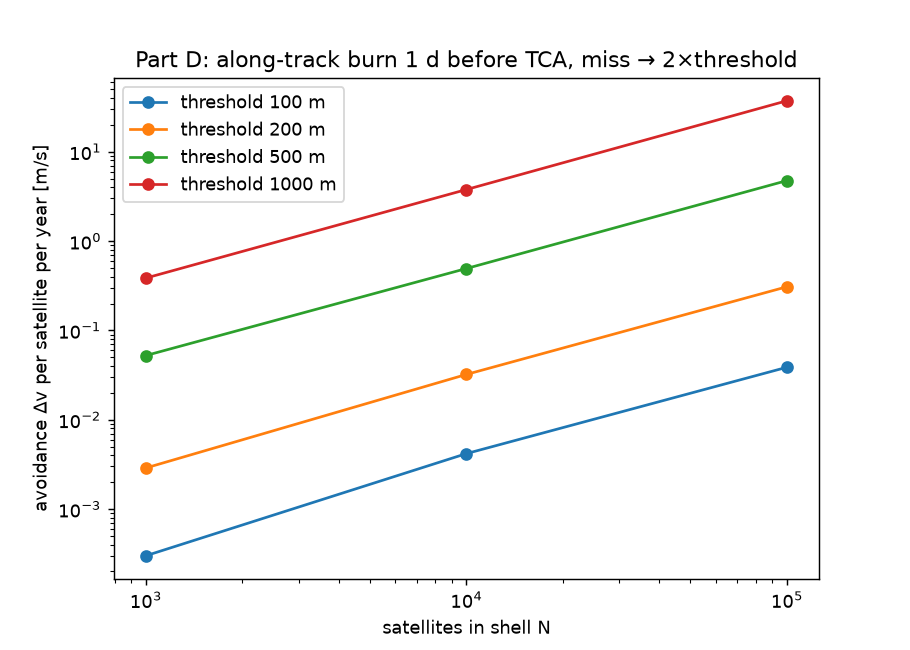 Part D: along-track burn 1 d before TCA, miss → 2×threshold
threshold 100 m
threshold 200 m
threshold 500 m
threshold 1000 m
avoidance Δv per satellite per year [m/s]
10¹
10⁰
10⁻¹
10⁻²
10⁻³
10³
10⁴
10⁵
satellites in shell N